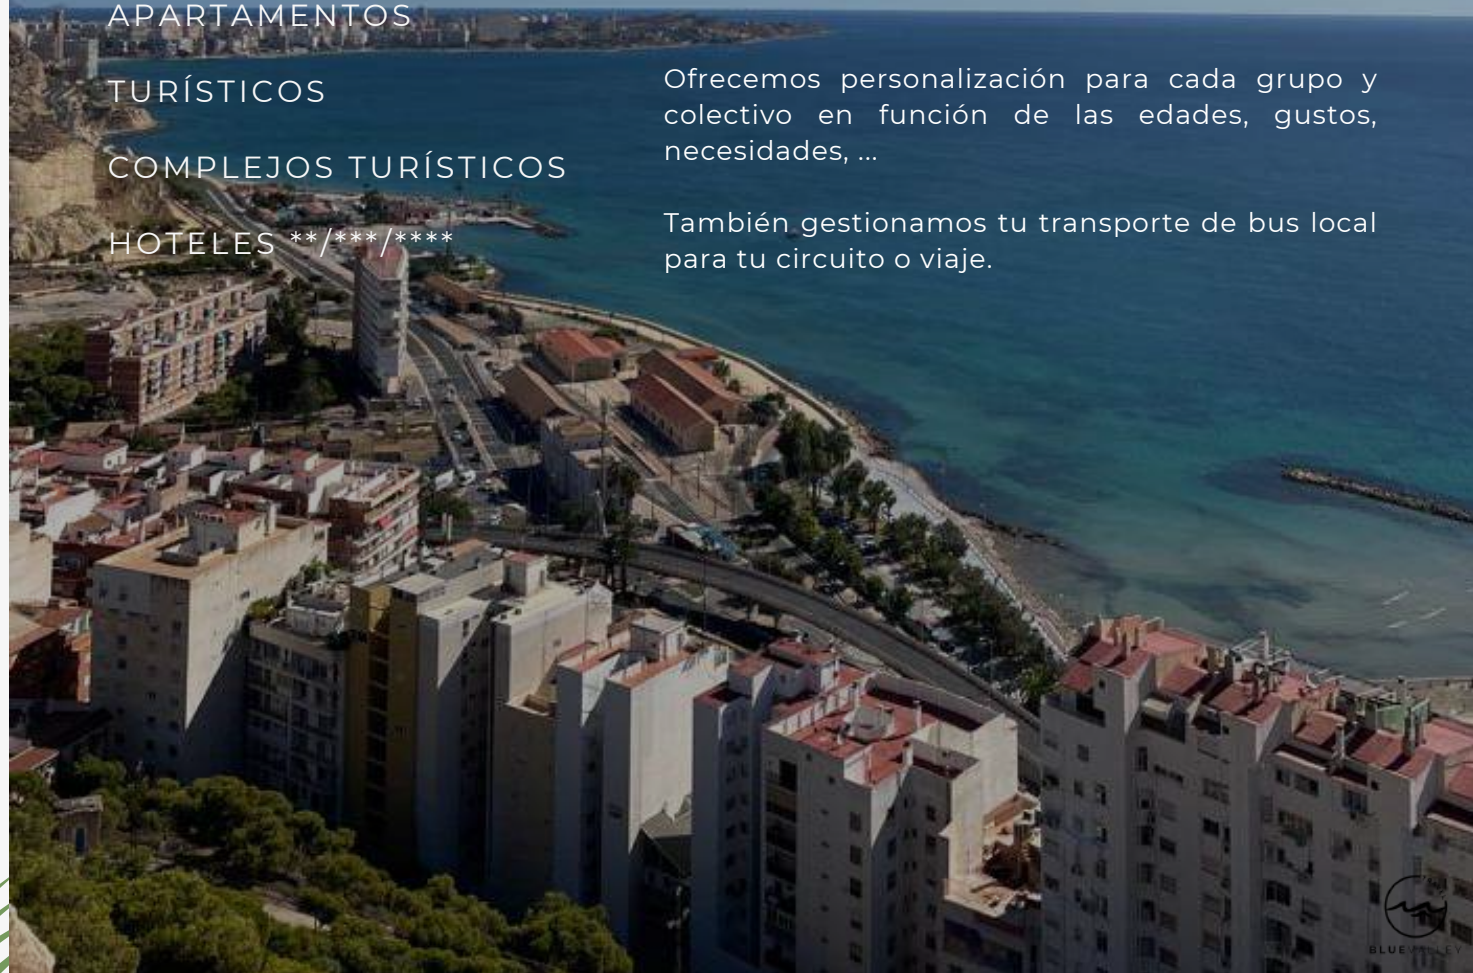 APARTAMENTOS
TURÍSTICOS
COMPLEJOS TURÍSTICOS
HOTELES **/***/****
Ofrecemos personalización para cada grupo y
colectivo en función de las edades, gustos,
necesidades, ...
También gestionamos tu transporte de bus local
para tu circuito o viaje.
BLUEVALLEY